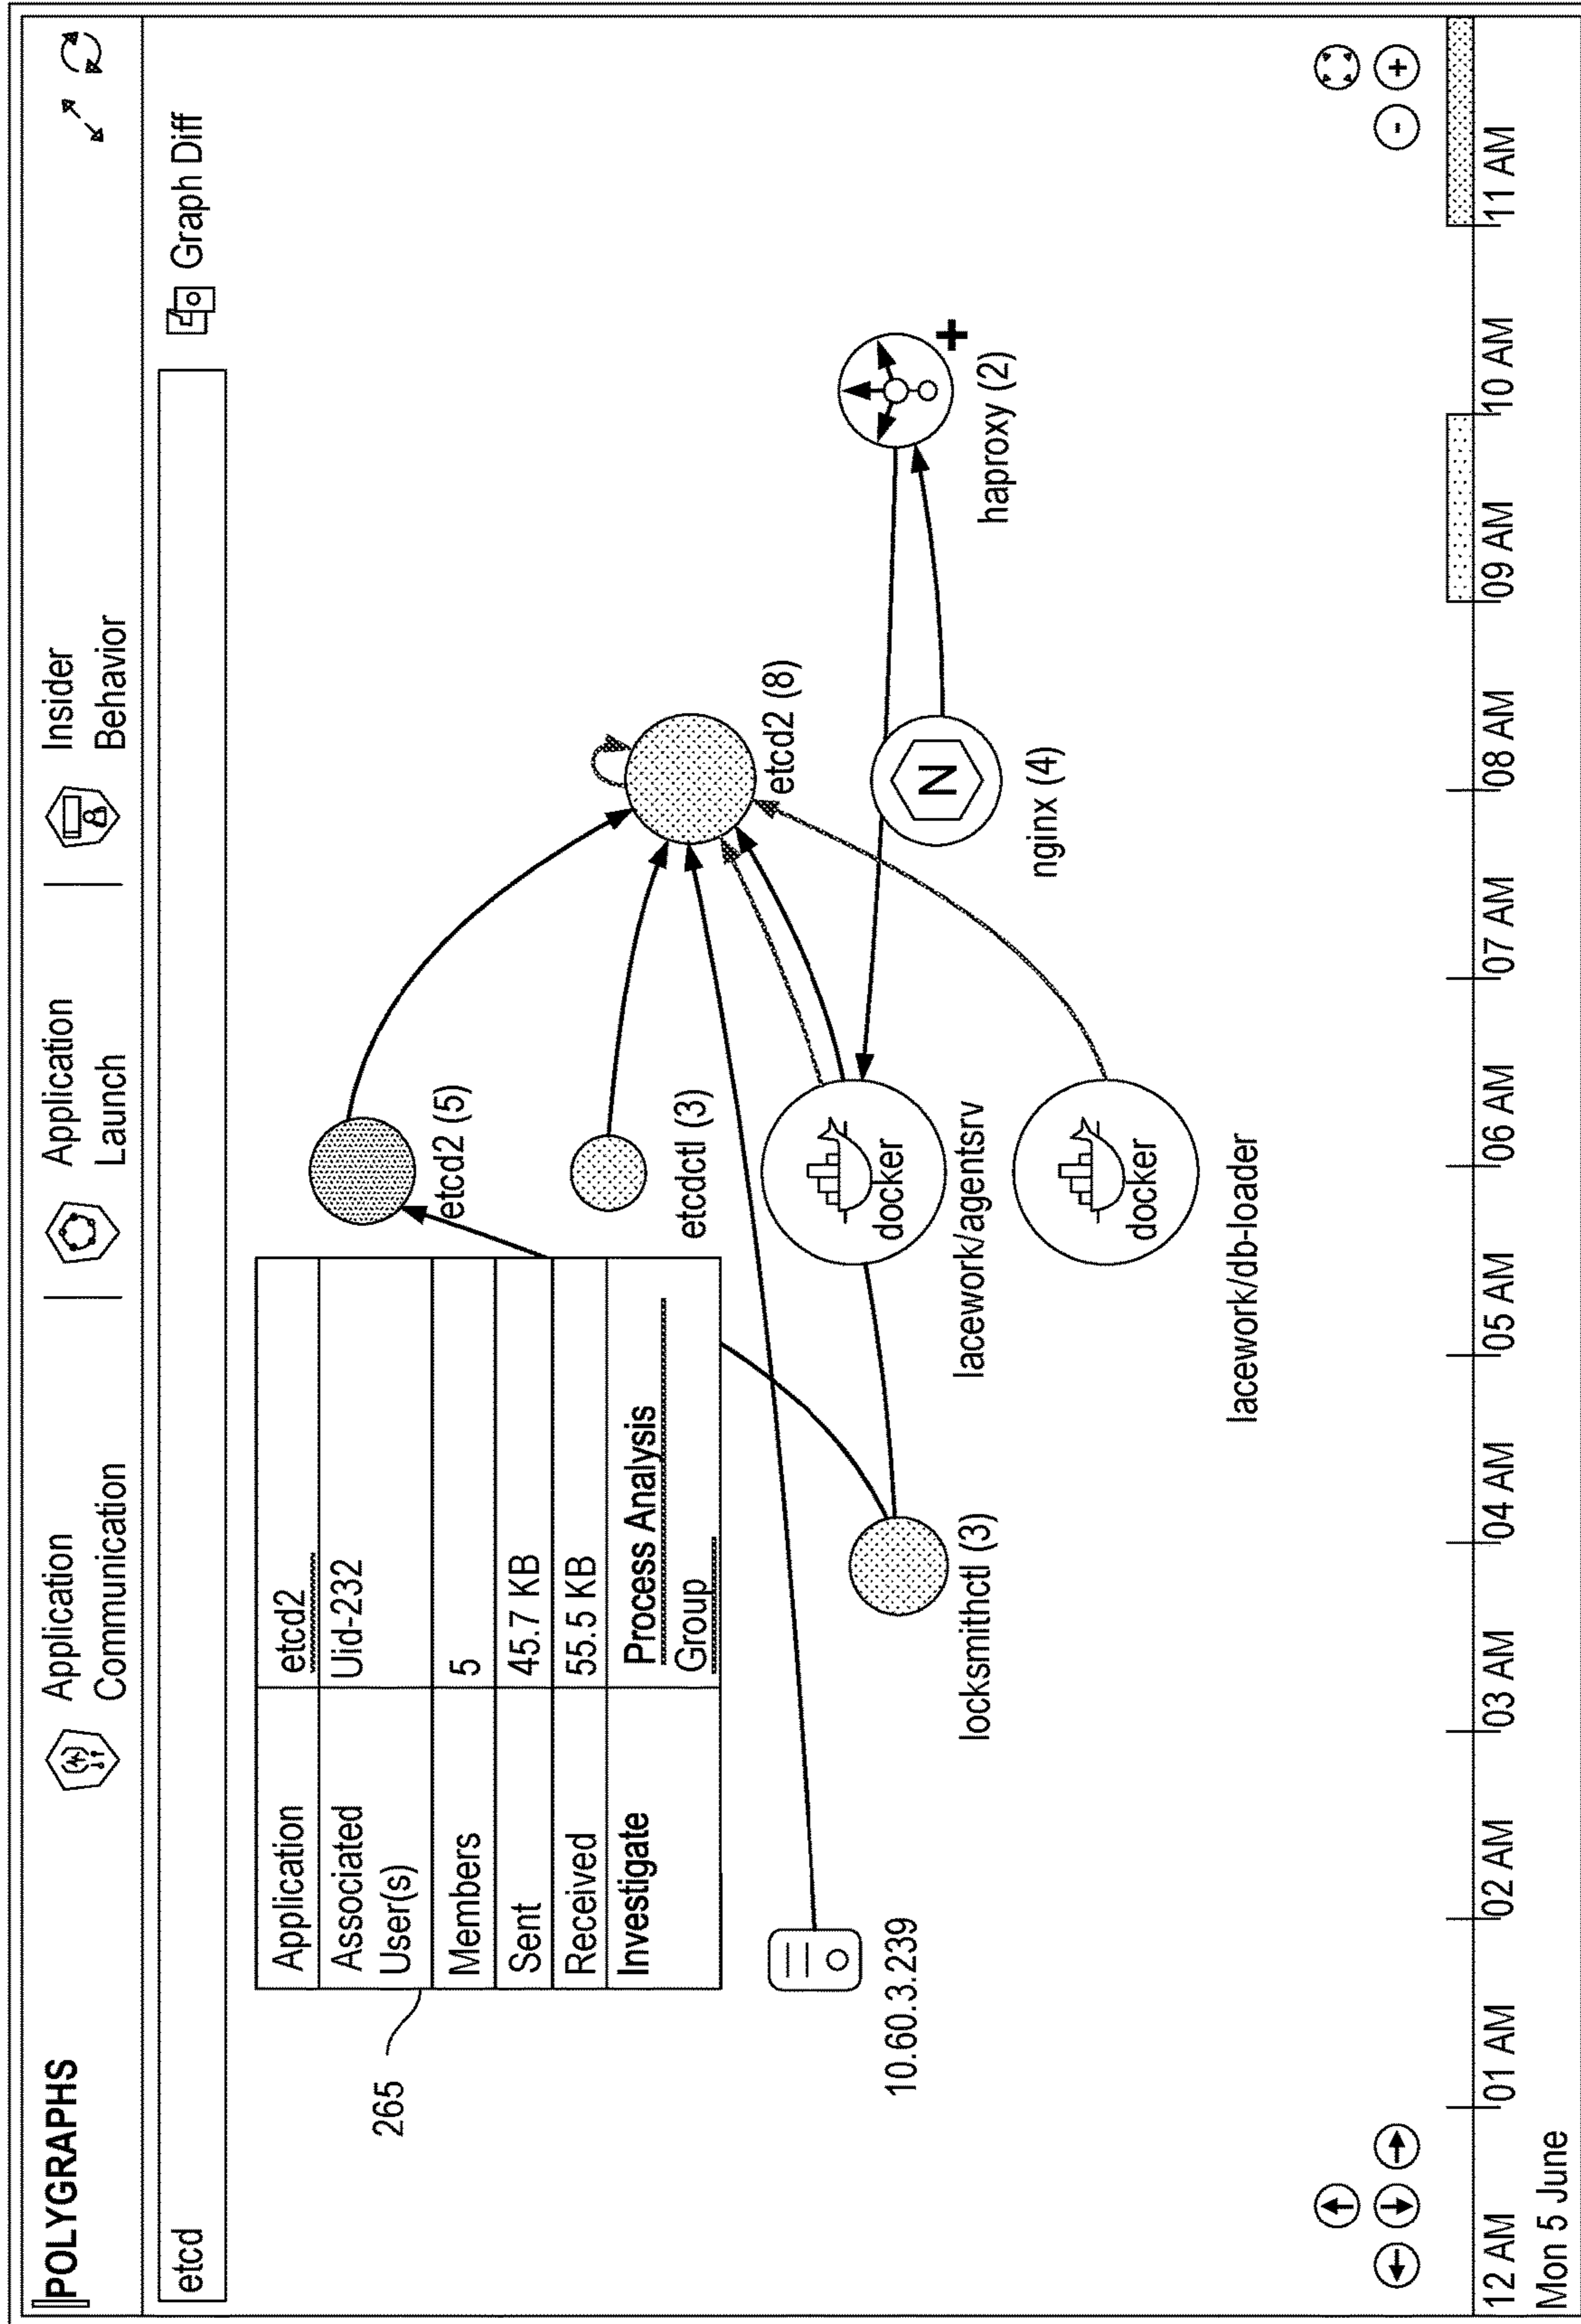 POLYGRAPHS
Application
Communication
Application
Launch
Insider
Behavior
etcd
Graph Diff
265
Application
etcd2
Associated
User(s)
Uid-232
Members
5
Sent
45.7 KB
Received
55.5 KB
Investigate
Process Analysis
Group
etcd2 (5)
etcdctl (3)
etcd2 (8)
10.60.3.239
locksmithctl (3)
docker
lacework/agentsrv
N
nginx (4)
+
haproxy (2)
docker
lacework/db-loader
-
+
12 AM
01 AM
02 AM
03 AM
04 AM
05 AM
06 AM
07 AM
08 AM
09 AM
10 AM
11 AM
Mon 5 June